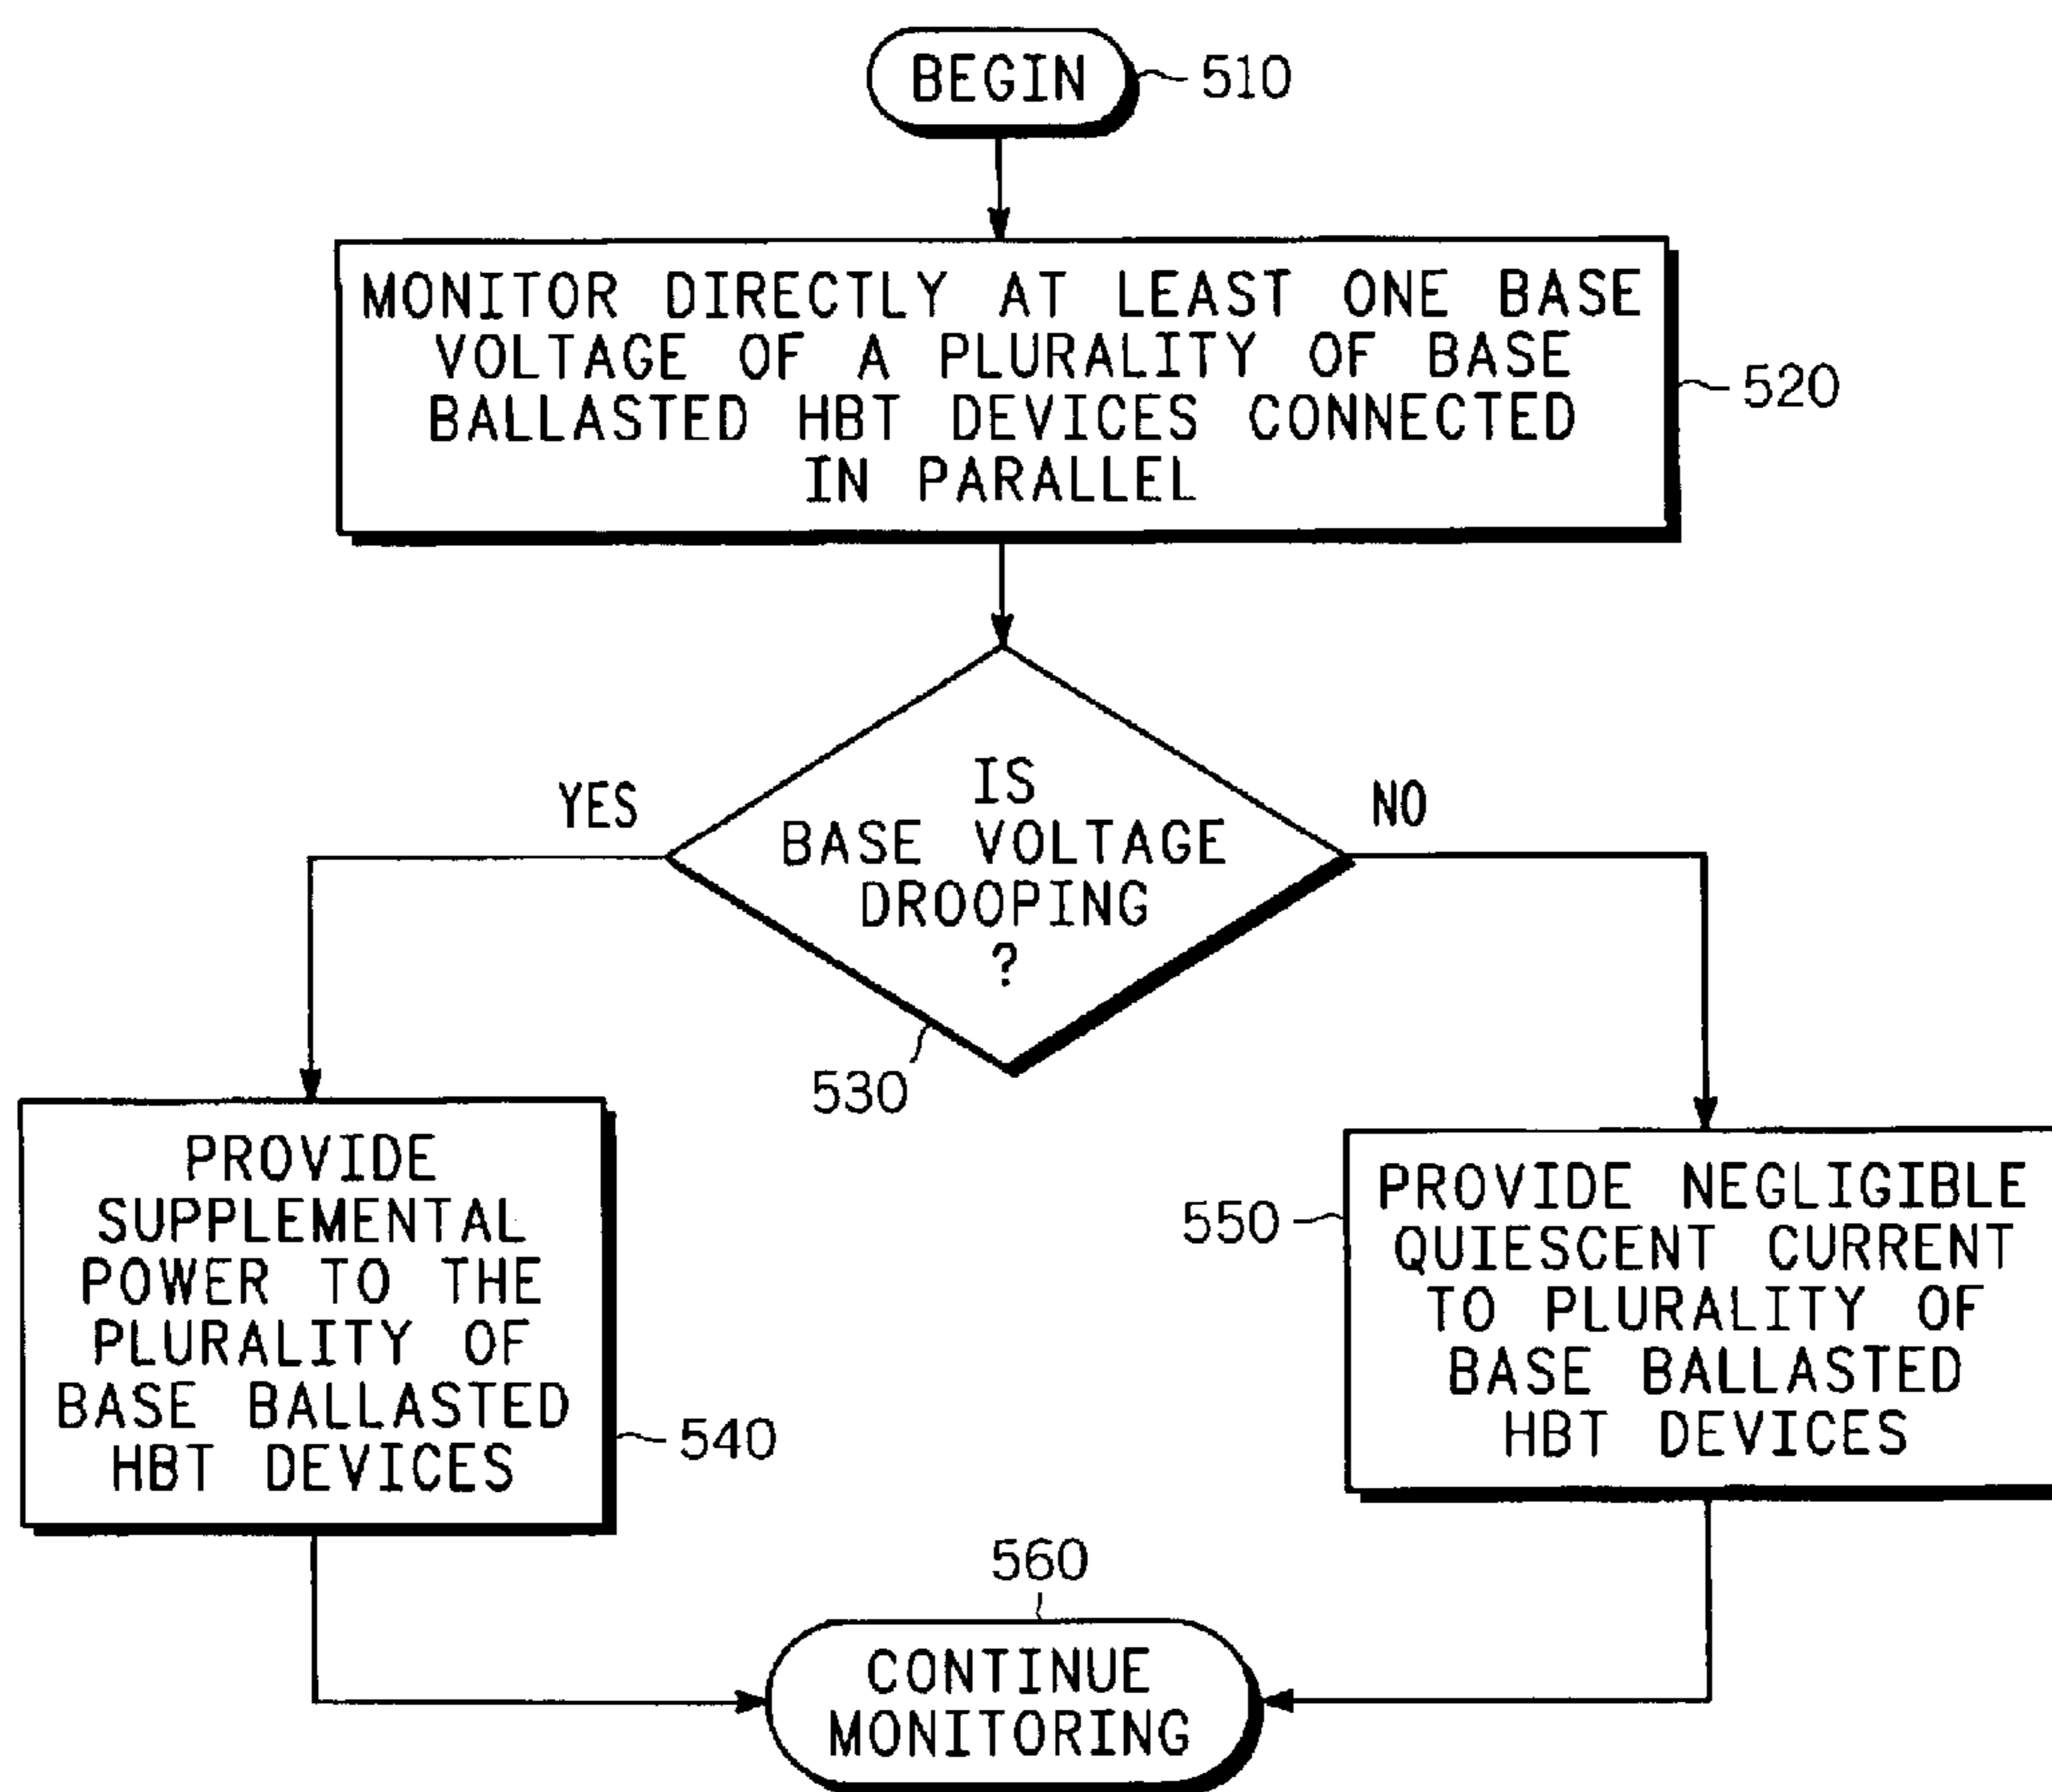 BEGIN
510
MONITOR DIRECTLY AT LEAST ONE BASE
VOLTAGE OF A PLURALITY OF BASE
BALLASTED HBT DEVICES CONNECTED
IN PARALLEL
520
IS
BASE VOLTAGE
DROOPING
?
YES
NO
530
PROVIDE
SUPPLEMENTAL
POWER TO THE
PLURALITY OF
BASE BALLASTED
HBT DEVICES
540
550
PROVIDE NEGLIGIBLE
QUIESCENT CURRENT
TO PLURALITY OF
BASE BALLASTED
HBT DEVICES
560
CONTINUE
MONITORING